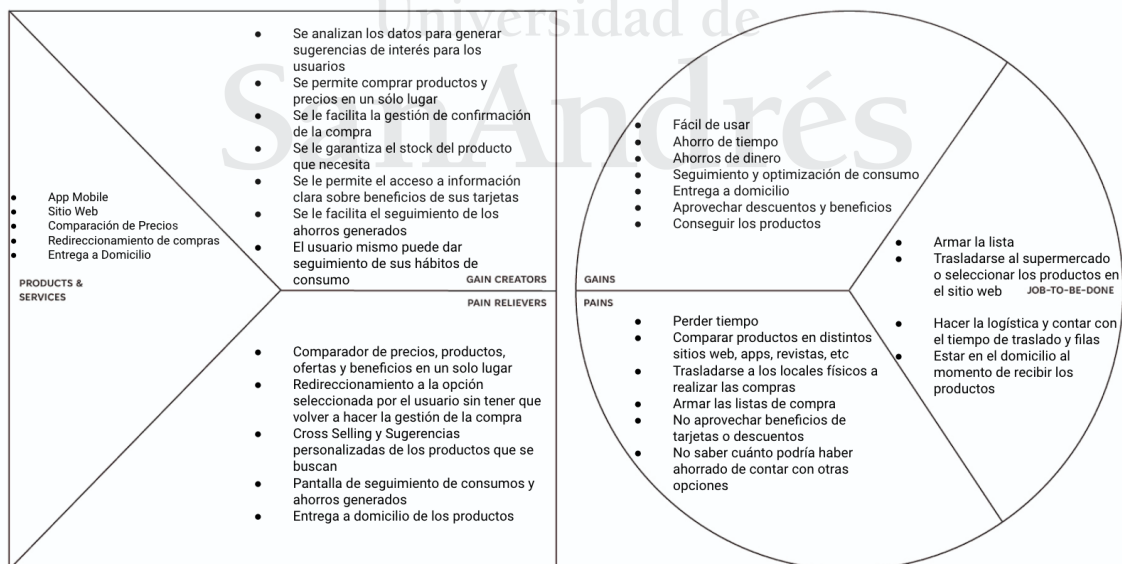 Universidad de
SanAndrés
● Se analizan los datos para generar
sugerencias de interés para los
usuarios
● Se permite comprar productos y
precios en un sólo lugar
● Se le facilita la gestión de confirmación
de la compra
● Se le garantiza el stock del producto
que necesita
● Se le permite el acceso a información
clara sobre beneficios de sus tarjetas
● Se le facilita el seguimiento de los
ahorros generados
● El usuario mismo puede dar
seguimiento de sus hábitos de
consumo
GAIN CREATORS
● App Mobile
● Sitio Web
● Comparación de Precios
● Redireccionamiento de compras
● Entrega a Domicilio
PRODUCTS &
SERVICES
PAIN RELIEVERS
● Comparador de precios, productos,
ofertas y beneficios en un solo lugar
● Redireccionamiento a la opción
seleccionada por el usuario sin tener que
volver a hacer la gestión de la compra
● Cross Selling y Sugerencias
personalizadas de los productos que se
buscan
● Pantalla de seguimiento de consumos y
ahorros generados
● Entrega a domicilio de los productos
● Fácil de usar
● Ahorro de tiempo
● Ahorros de dinero
● Seguimiento y optimización de consumo
● Entrega a domicilio
● Aprovechar descuentos y beneficios
● Conseguir los productos
GAINS
PAINS
● Perder tiempo
● Comparar productos en distintos
sitios web, apps, revistas, etc
● Trasladarse a los locales físicos a
realizar las compras
● Armar las listas de compra
● No aprovechar beneficios de
tarjetas o descuentos
● No saber cuánto podría haber
ahorrado de contar con otras
opciones
● Armar la lista
● Trasladarse al supermercado
o seleccionar los productos en
el sitio web
JOB-TO-BE-DONE
● Hacer la logística y contar con
el tiempo de traslado y filas
● Estar en el domicilio al
momento de recibir los
productos